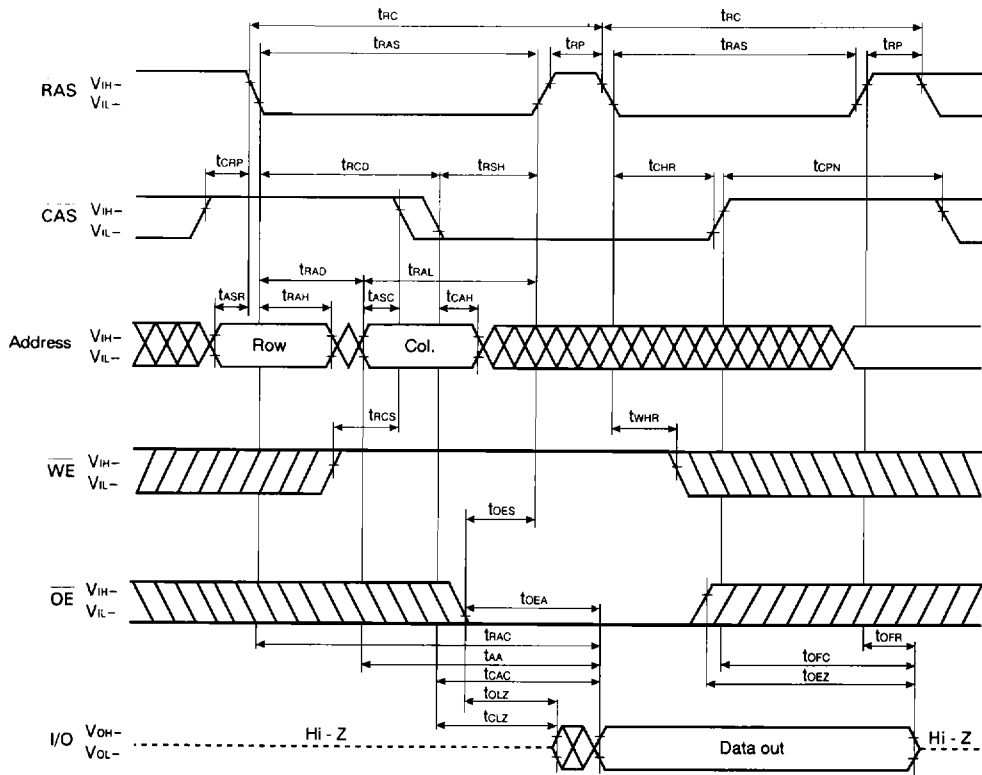 tRC tRC
tRAS tRP tRAS tRP
RAS VIH–
VIL–
tCRP tRCD tRSH tCHR tCPN
CAS VIH–
VIL–
tRAD tRAL
tASR tRAH tASC tCAH
Address VIH–
VIL–
Row Col.
tRCS tWHR
WE VIH–
VIL–
tOES
OE VIH–
VIL–
tOEA
tRAC tOFR
tAA tOFC
tCAC tOEZ
tOLZ
tCLZ
I/O VOH–
VOL–
Hi - Z Data out Hi - Z